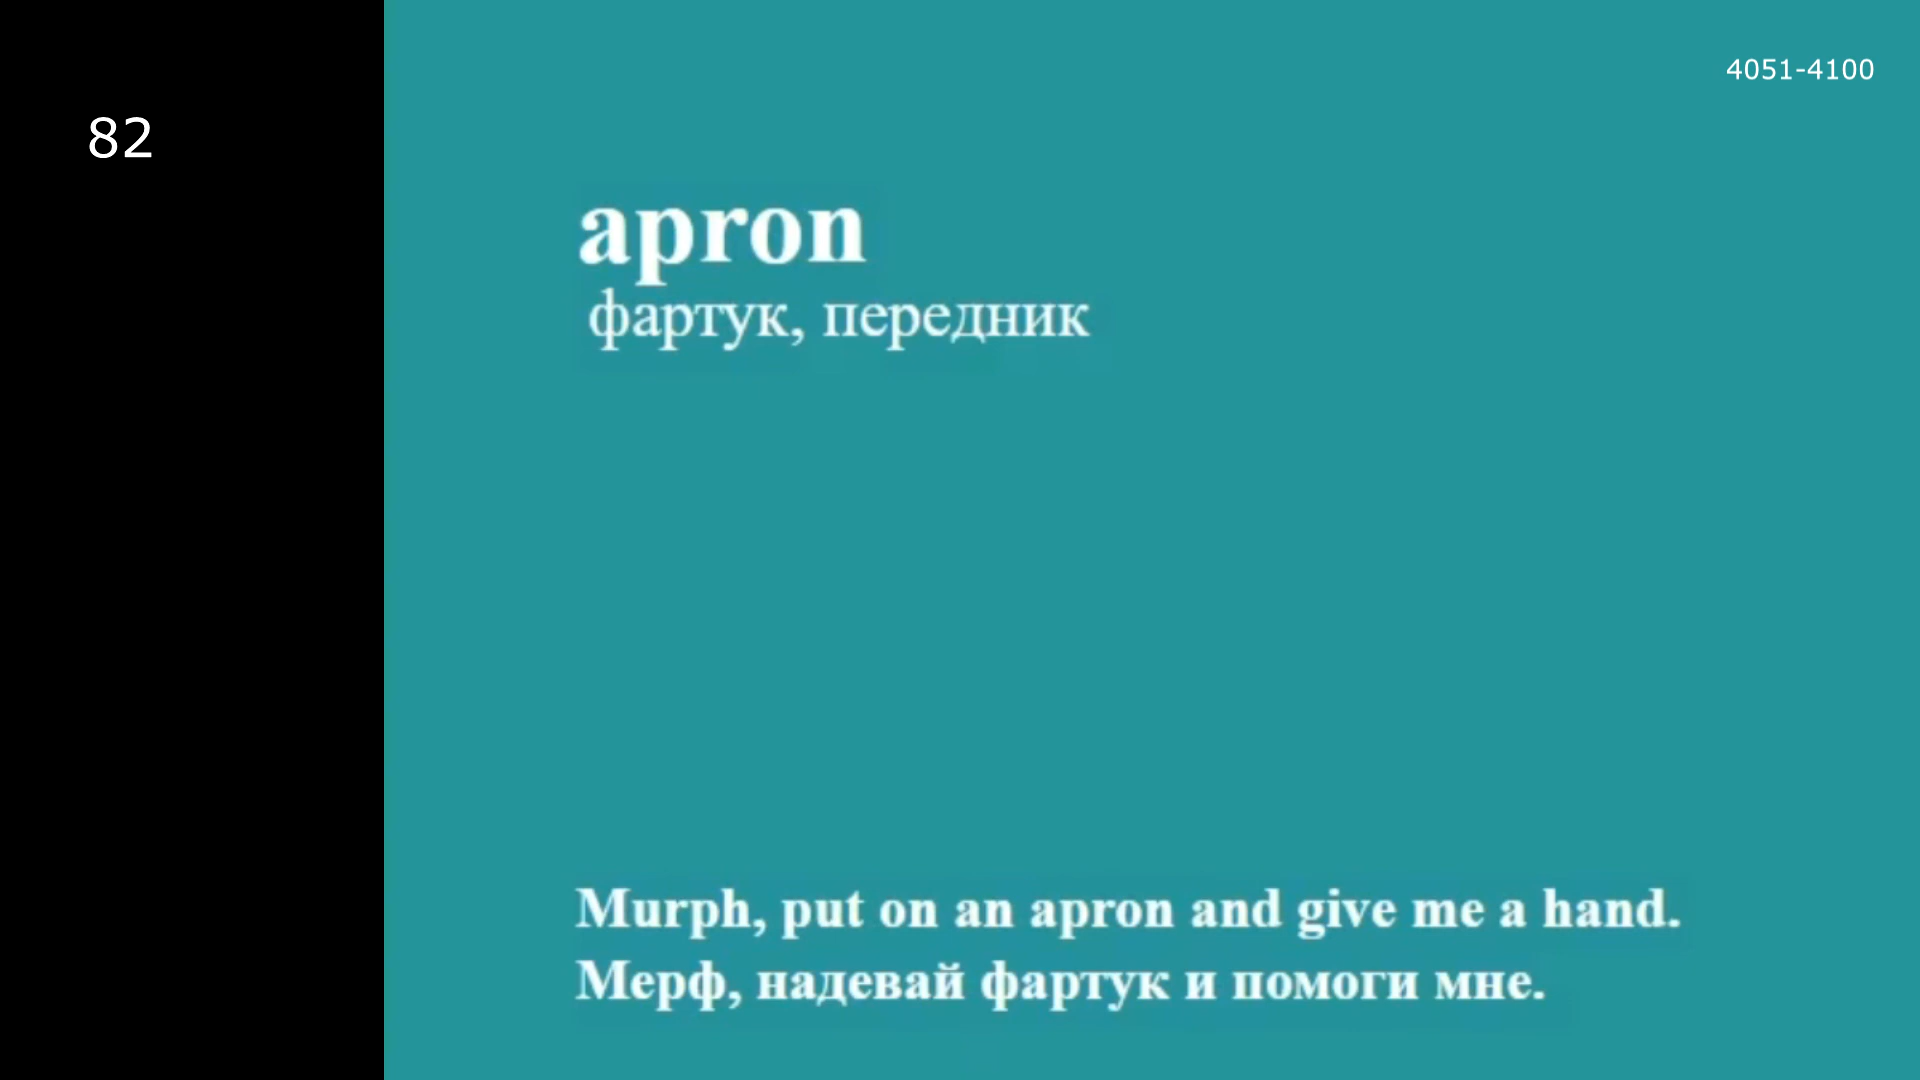 4051-4100
82
apron
фартук, передник
Murph, put on an apron and give me a hand.
Мерф, надевай фартук и помоги мне.